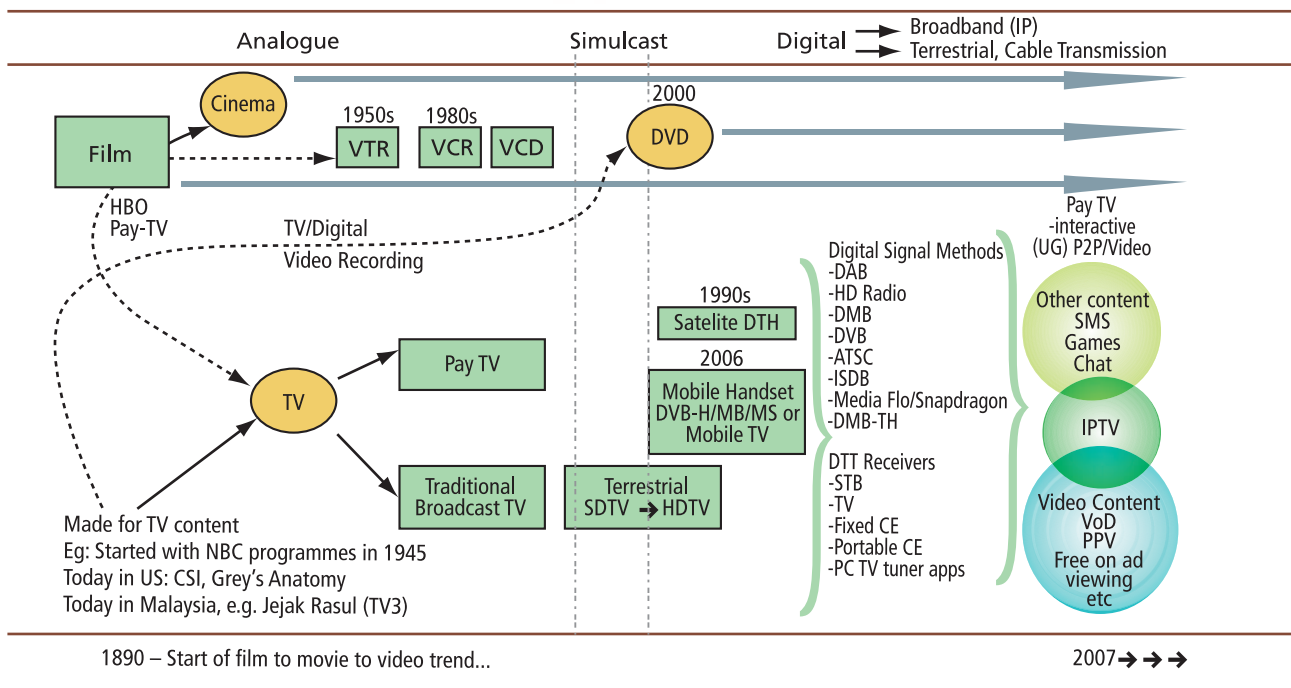 Analogue
Simulcast
Digital
Broadband (IP)
Terrestrial, Cable Transmission
Cinema
Film
1950s
VTR
1980s
VCR
VCD
2000
DVD
HBO
Pay-TV
TV/Digital
Video Recording
TV
Pay TV
Traditional
Broadcast TV
1990s
Satelite DTH
2006
Mobile Handset
DVB-H/MB/MS or
Mobile TV
Terrestrial
SDTV → HDTV
Digital Signal Methods
-DAB
-HD Radio
-DMB
-DVB
-ATSC
-ISDB
-Media Flo/Snapdragon
-DMB-TH
DTT Receivers
-STB
-TV
-Fixed CE
-Portable CE
-PC TV tuner apps
Pay TV
-interactive
(UG) P2P/Video
Other content
SMS
Games
Chat
IPTV
Video Content
VoD
PPV
Free on ad
viewing
etc
Made for TV content
Eg: Started with NBC programmes in 1945
Today in US: CSI, Grey's Anatomy
Today in Malaysia, e.g. Jejak Rasul (TV3)
1890 – Start of film to movie to video trend...
2007→ → →